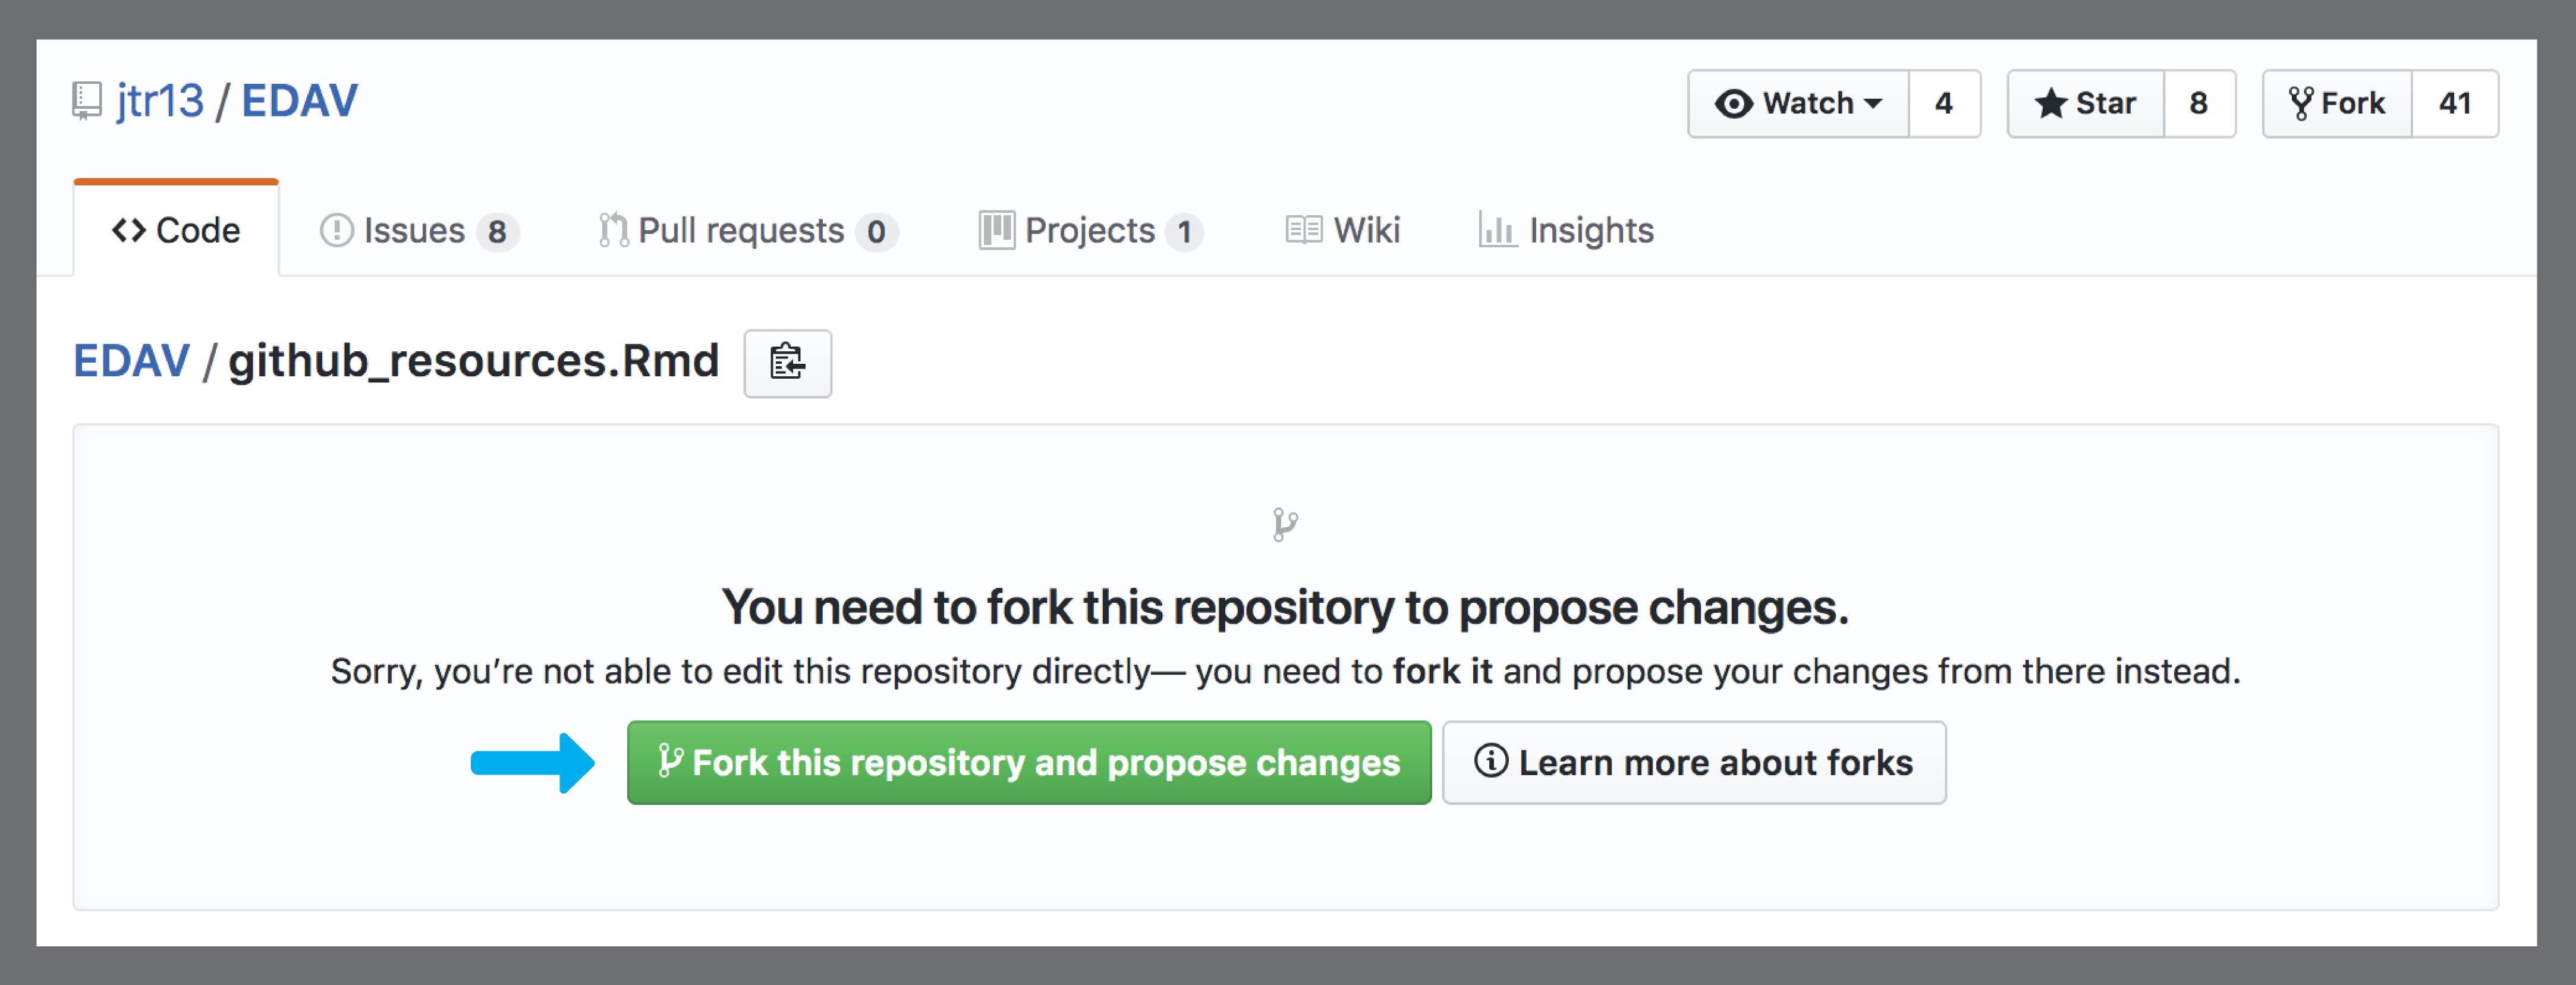 jtr13 / EDAV
Watch 4 Star 8 Fork 41
Code Issues 8 Pull requests 0 Projects 1 Wiki Insights
EDAV / github_resources.Rmd
You need to fork this repository to propose changes.
Sorry, you’re not able to edit this repository directly— you need to fork it and propose your changes from there instead.
Fork this repository and propose changes Learn more about forks